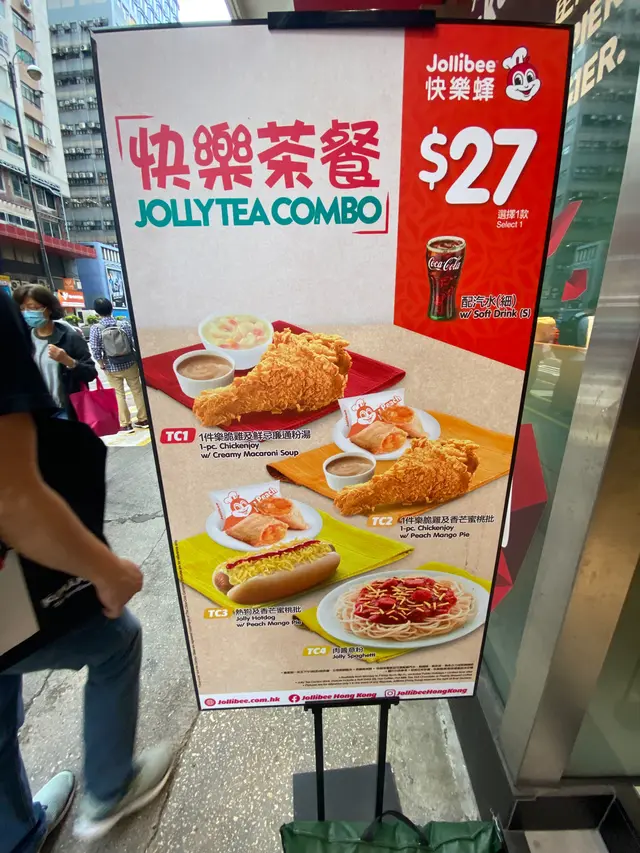 Jollibee
快樂蜂
$27
選擇1款
Select 1
快樂茶餐
JOLLY TEA COMBO
Coca-Cola
配汽水(細)
w/ Soft Drink (S)
TC1 1件樂脆雞及鮮忌廉通粉湯
1-pc. Chickenjoy
w/ Creamy Macaroni Soup
TC2 1件樂脆雞及香芒蜜桃批
1-pc. Chickenjoy
w/ Peach Mango Pie
TC3 熱狗及香芒蜜桃批
Jolly Hotdog
w/ Peach Mango Pie
TC4 肉醬意粉
Jolly Spaghetti
Jollibee.com.hk
Jollibee Hong Kong
JollibeeHongKong